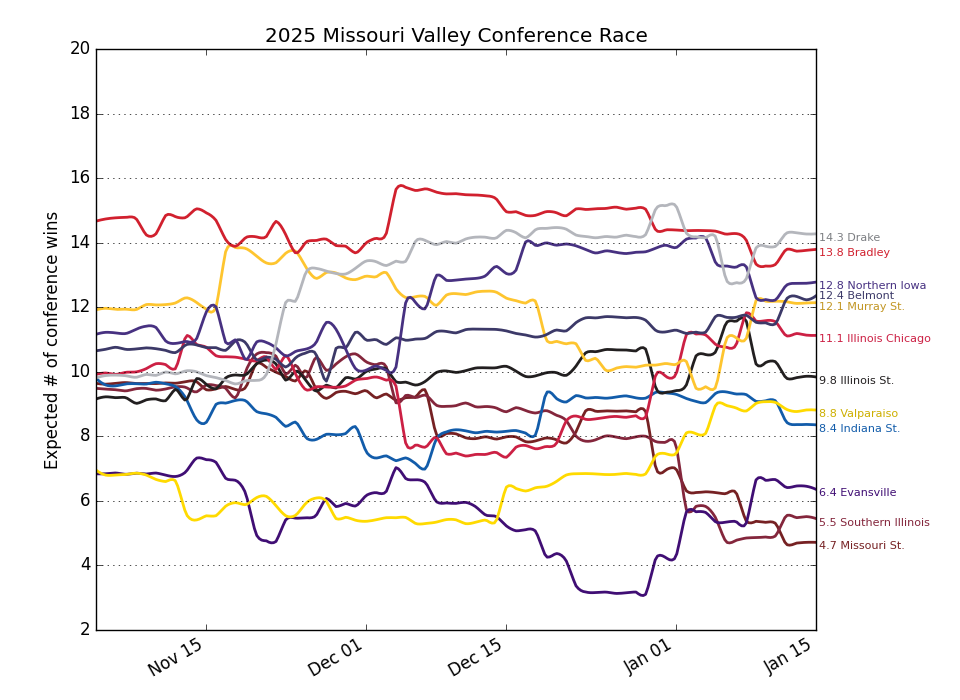 2025 Missouri Valley Conference Race
Expected # of conference wins
20
18
16
14
12
10
8
6
4
2
14.3 Drake
13.8 Bradley
12.8 Northern Iowa
12.4 Belmont
12.1 Murray St.
11.1 Illinois Chicago
9.8 Illinois St.
8.8 Valparaiso
8.4 Indiana St.
6.4 Evansville
5.5 Southern Illinois
4.7 Missouri St.
Nov 15
Dec 01
Dec 15
Jan 01
Jan 15